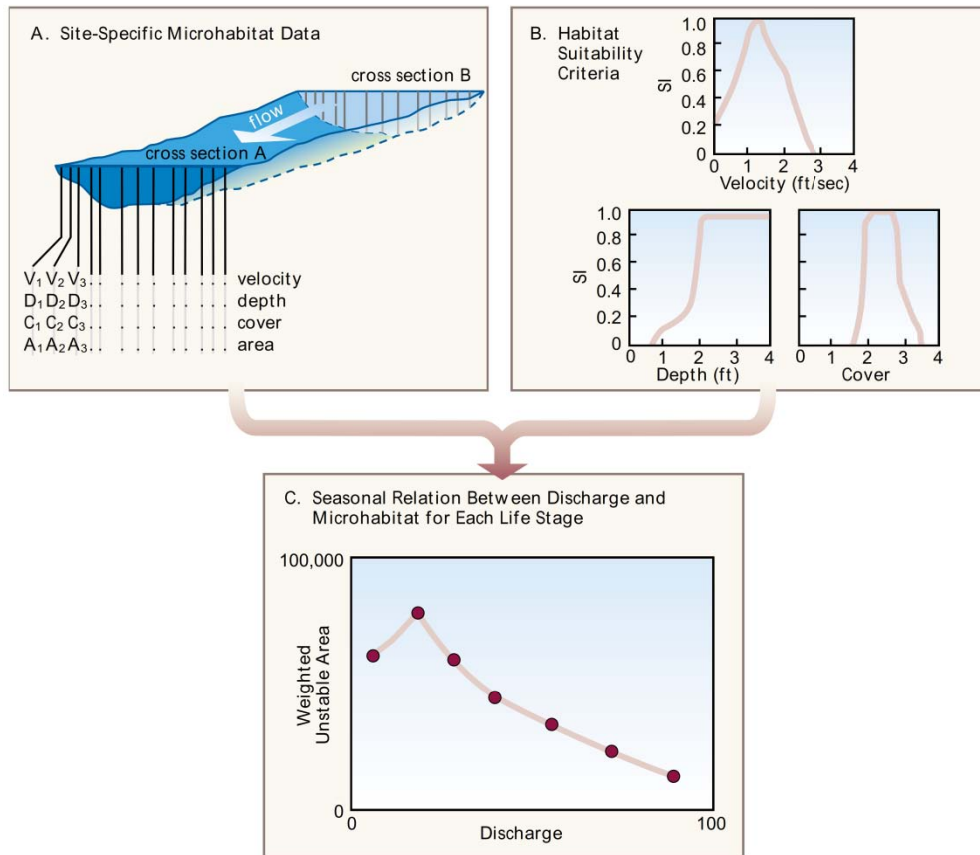 A. Site-Specific Microhabitat Data
cross section B
flow
cross section A
V1 V2 V3 . . . . . . . . . . velocity
D1 D2 D3 . . . . . . . . . . depth
C1 C2 C3 . . . . . . . . . . cover
A1 A2 A3 . . . . . . . . . . area
B. Habitat
Suitability
Criteria
SI
1.0
0.8
0.6
0.4
0.2
0
0 1 2 3 4
Velocity (ft/sec)
SI
1.0
0.8
0.6
0.4
0.2
0
0 1 2 3 4
Depth (ft)
0 1 2 3 4
Cover
C. Seasonal Relation Between Discharge and
Microhabitat for Each Life Stage
100,000
Weighted
Unstable Area
0
0 100
Discharge